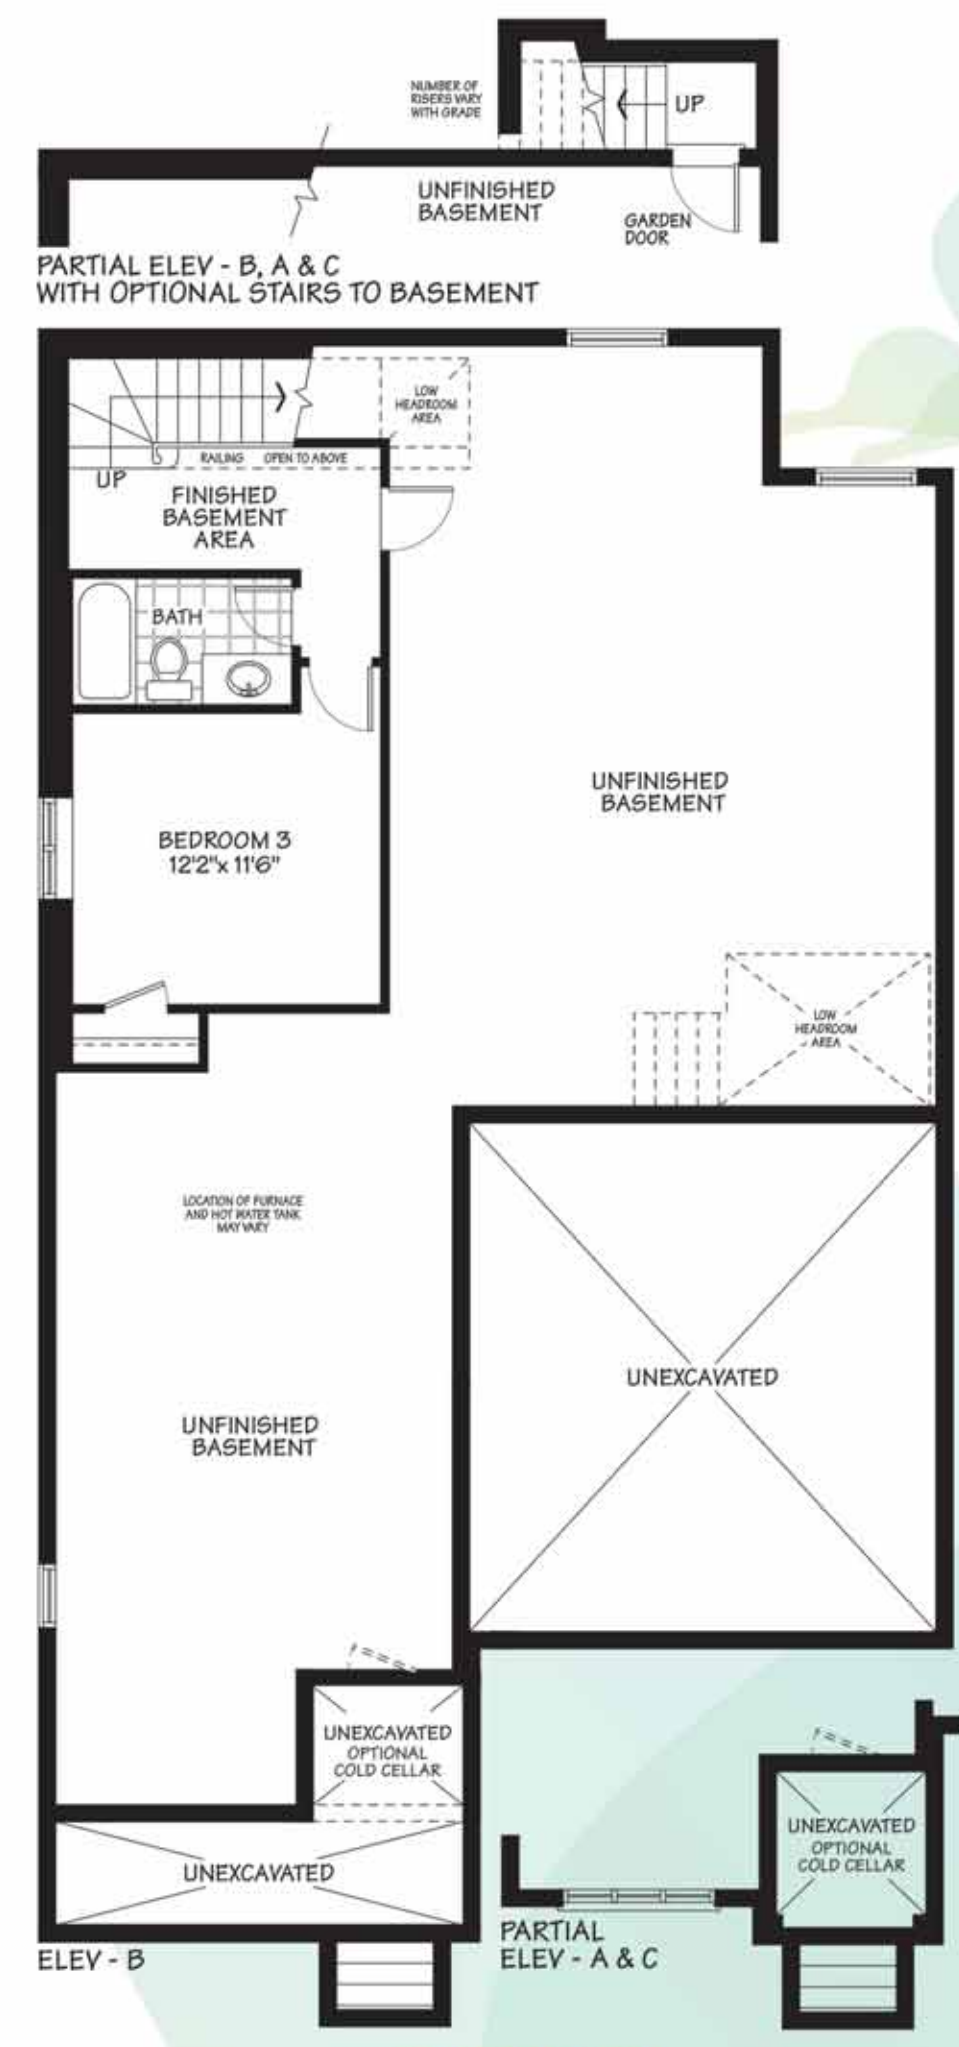 NUMBER OF
RISERS VARY
WITH GRADE
UP
UNFINISHED
BASEMENT
GARDEN
DOOR
PARTIAL ELEV - B, A & C
WITH OPTIONAL STAIRS TO BASEMENT
LOW
HEADROOM
AREA
RAILING OPEN TO ABOVE
UP
FINISHED
BASEMENT
AREA
BATH
UNFINISHED
BASEMENT
BEDROOM 3
12'2"x 11'6"
LOW
HEADROOM
AREA
LOCATION OF FURNACE
AND HOT WATER TANK
MAY VARY
UNEXCAVATED
UNFINISHED
BASEMENT
UNEXCAVATED
OPTIONAL
COLD CELLAR
UNEXCAVATED
OPTIONAL
COLD CELLAR
UNEXCAVATED
PARTIAL
ELEV - A & C
ELEV - B